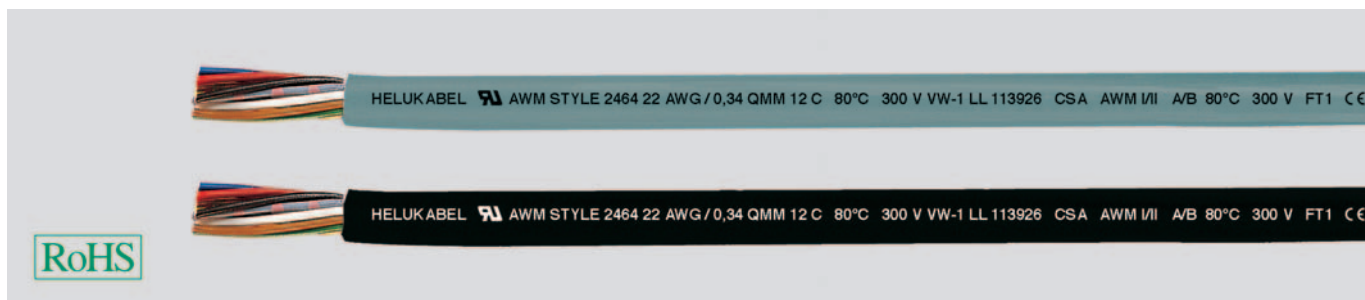 HELUKABEL RU AWM STYLE 2464 22 AWG / 0,34 QMM 12 C 80°C 300 V VW-1 LL 113926 CSA AWM I/II A/B 80°C 300 V FT1 CE
HELUKABEL RU AWM STYLE 2464 22 AWG / 0,34 QMM 12 C 80°C 300 V VW-1 LL 113926 CSA AWM I/II A/B 80°C 300 V FT1 CE
RoHS